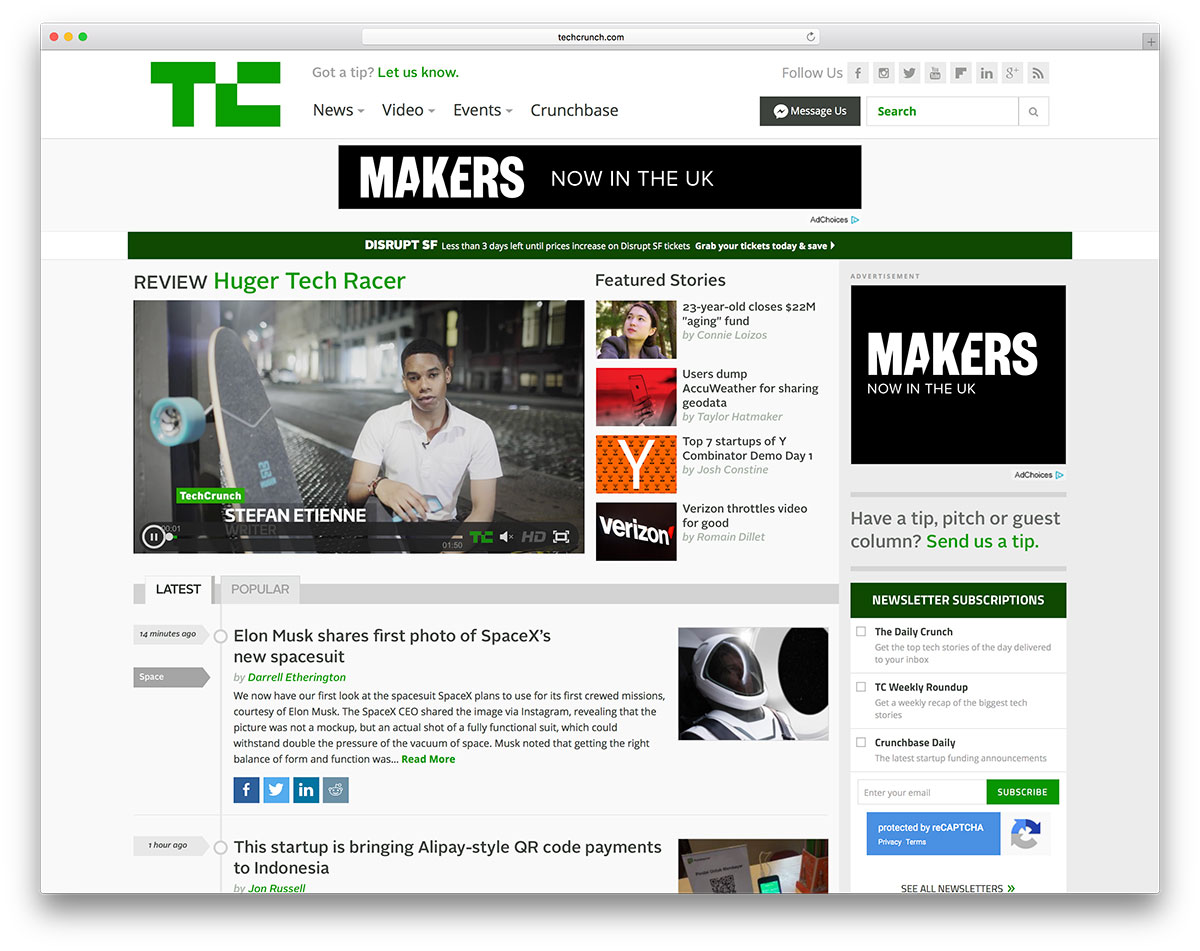 techcrunch.com
TC
Got a tip? Let us know.
Follow Us
News
Video
Events
Crunchbase
Message Us
Search
MAKERS NOW IN THE UK
AdChoices
DISRUPT SF Less than 3 days left until prices increase on Disrupt SF tickets Grab your tickets today & save
REVIEW Huger Tech Racer
TechCrunch
STEFAN ETIENNE
WRITER
00:01
01:50
TC
HD
Featured Stories
23-year-old closes $22M
"aging" fund
by Connie Loizos
Users dump
AccuWeather for sharing
geodata
by Taylor Hatmaker
Y
Top 7 startups of Y
Combinator Demo Day 1
by Josh Constine
verizon
Verizon throttles video
for good
by Romain Dillet
ADVERTISEMENT
MAKERS
NOW IN THE UK
AdChoices
Have a tip, pitch or guest
column? Send us a tip.
NEWSLETTER SUBSCRIPTIONS
The Daily Crunch
Get the top tech stories of the day delivered
to your inbox
TC Weekly Roundup
Get a weekly recap of the biggest tech
stories
Crunchbase Daily
The latest startup funding announcements
Enter your email
SUBSCRIBE
protected by reCAPTCHA
Privacy Terms
SEE ALL NEWSLETTERS »
LATEST
POPULAR
14 minutes ago
Space
Elon Musk shares first photo of SpaceX's
new spacesuit
by Darrell Etherington
We now have our first look at the spacesuit SpaceX plans to use for its first crewed missions,
courtesy of Elon Musk. The SpaceX CEO shared the image via Instagram, revealing that the
picture was not a mockup, but an actual shot of a fully functional suit, which could
withstand double the pressure of the vacuum of space. Musk noted that getting the right
balance of form and function was... Read More
1 hour ago
This startup is bringing Alipay-style QR code payments
to Indonesia
by Jon Russell